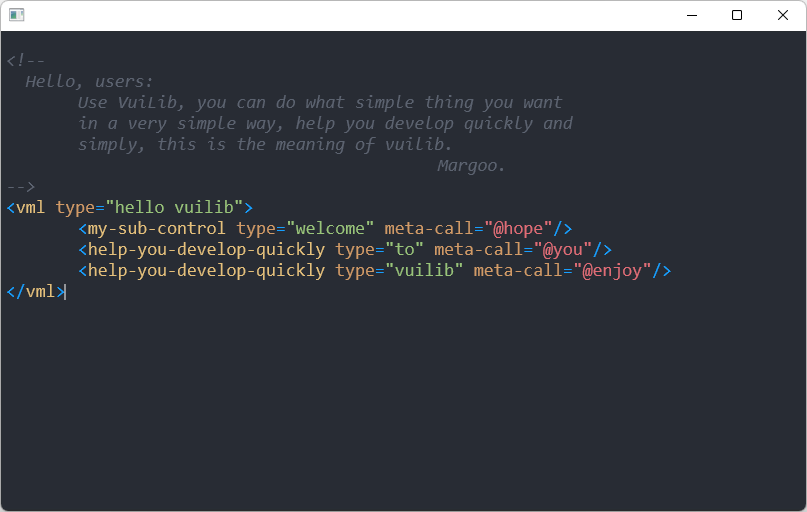 <!--
  Hello, users:
	Use VuiLib, you can do what simple thing you want
	in a very simple way, help you develop quickly and
	simply, this is the meaning of vuilib.
					Margoo.
-->
<vml type="hello vuilib">
	<my-sub-control type="welcome" meta-call="@hope"/>
	<help-you-develop-quickly type="to" meta-call="@you"/>
	<help-you-develop-quickly type="vuilib" meta-call="@enjoy"/>
</vml>